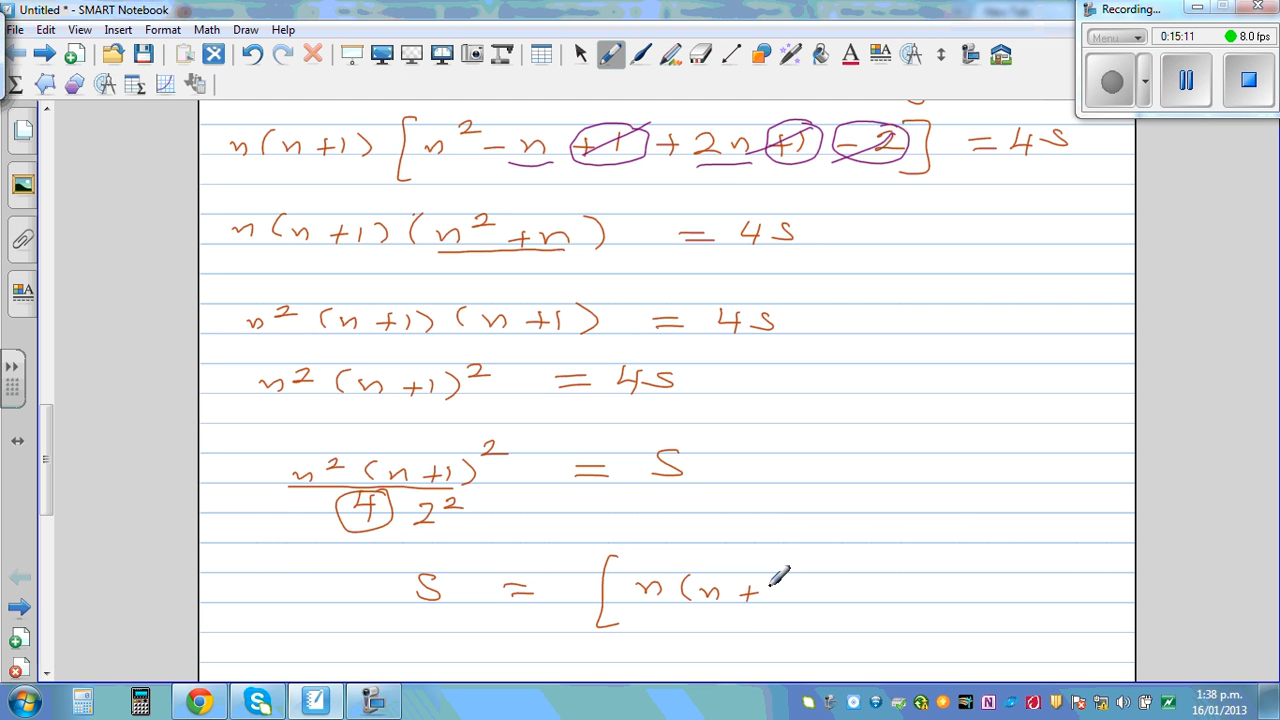 Untitled * - SMART Notebook
Recording...
File Edit View Insert Format Math Draw Help
Menu
0:15:11
8.0 fps
n(n+1) [n² - n +1 + 2n +1 - 2] = 4S
n(n+1)(n²+n) = 4S
n²(n+1)(n+1) = 4S
n²(n+1)² = 4S
n²(n+1)² = S
4 2²
S = [n(n+
1:38 p.m.
16/01/2013